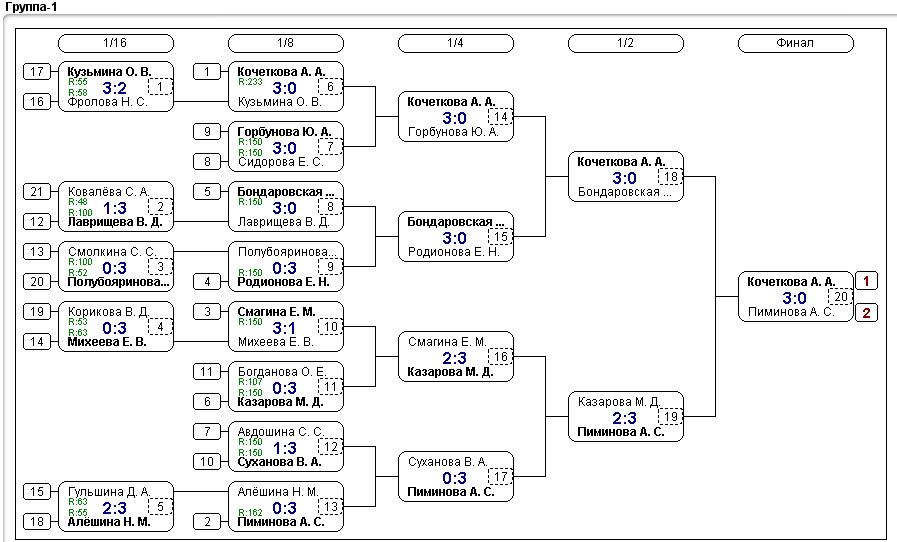 Группа-1
1/16
1/8
1/4
1/2
Финал
17
Кузьмина О. В.
R:55
R:58
3:2
1
16
Фролова Н. С.
21
Ковалёва С. А.
R:48
R:100
1:3
2
12
Лаврищева В. Д.
13
Смолкина С. С.
R:100
R:52
0:3
3
20
Полубояринова...
19
Корикова В. Д.
R:53
R:63
0:3
4
14
Михеева Е. В.
15
Гульшина Д. А.
R:63
R:55
2:3
5
18
Алёшина Н. М.
1
Кочеткова А. А.
R:233
3:0
6
Кузьмина О. В.
9
Горбунова Ю. А.
R:150
R:150
3:0
7
8
Сидорова Е. С.
5
Бондаровская ...
R:150
3:0
8
Лаврищева В. Д.
Полубояринова...
R:150
0:3
9
4
Родионова Е. Н.
3
Смагина Е. М.
R:150
3:1
10
Михеева Е. В.
11
Богданова О. Е.
R:107
R:150
0:3
11
6
Казарова М. Д.
7
Авдошина С. С.
R:150
R:150
1:3
12
10
Суханова В. А.
Алёшина Н. М.
R:162
0:3
13
2
Пиминова А. С.
Кочеткова А. А.
3:0
14
Горбунова Ю. А.
Бондаровская ...
3:0
15
Родионова Е. Н.
Смагина Е. М.
2:3
16
Казарова М. Д.
Суханова В. А.
0:3
17
Пиминова А. С.
Кочеткова А. А.
3:0
18
Бондаровская ...
Казарова М. Д.
2:3
19
Пиминова А. С.
Кочеткова А. А.
1
3:0
20
Пиминова А. С.
2